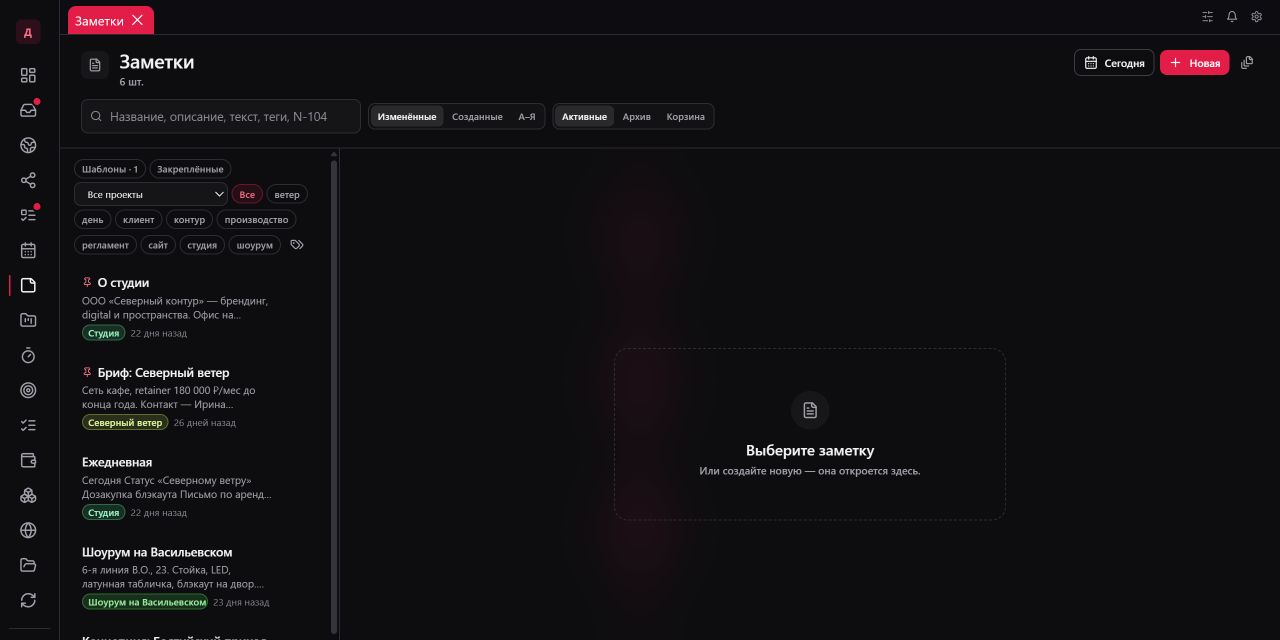 Д
Заметки
Заметки
6 шт.
Сегодня
Новая
Название, описание, текст, теги, N-104
Изменённые Созданные А–Я
Активные Архив Корзина
Шаблоны · 1 Закреплённые
Все проекты Все ветер
день клиент контур производство
регламент сайт студия шоурум
О студии
ООО «Северный контур» — брендинг,
digital и пространства. Офис на...
Студия 22 дня назад
Бриф: Северный ветер
Сеть кафе, retainer 180 000 ₽/мес до
конца года. Контакт — Ирина...
Северный ветер 26 дней назад
Ежедневная
Сегодня Статус «Северному ветру»
Дозакупка блэкаута Письмо по аренд...
Студия 22 дня назад
Шоурум на Васильевском
6-я линия В.О., 23. Стойка, LED,
латунная табличка, блэкаут на двор....
Шоурум на Васильевском 23 дня назад
Выберите заметку
Или создайте новую — она откроется здесь.